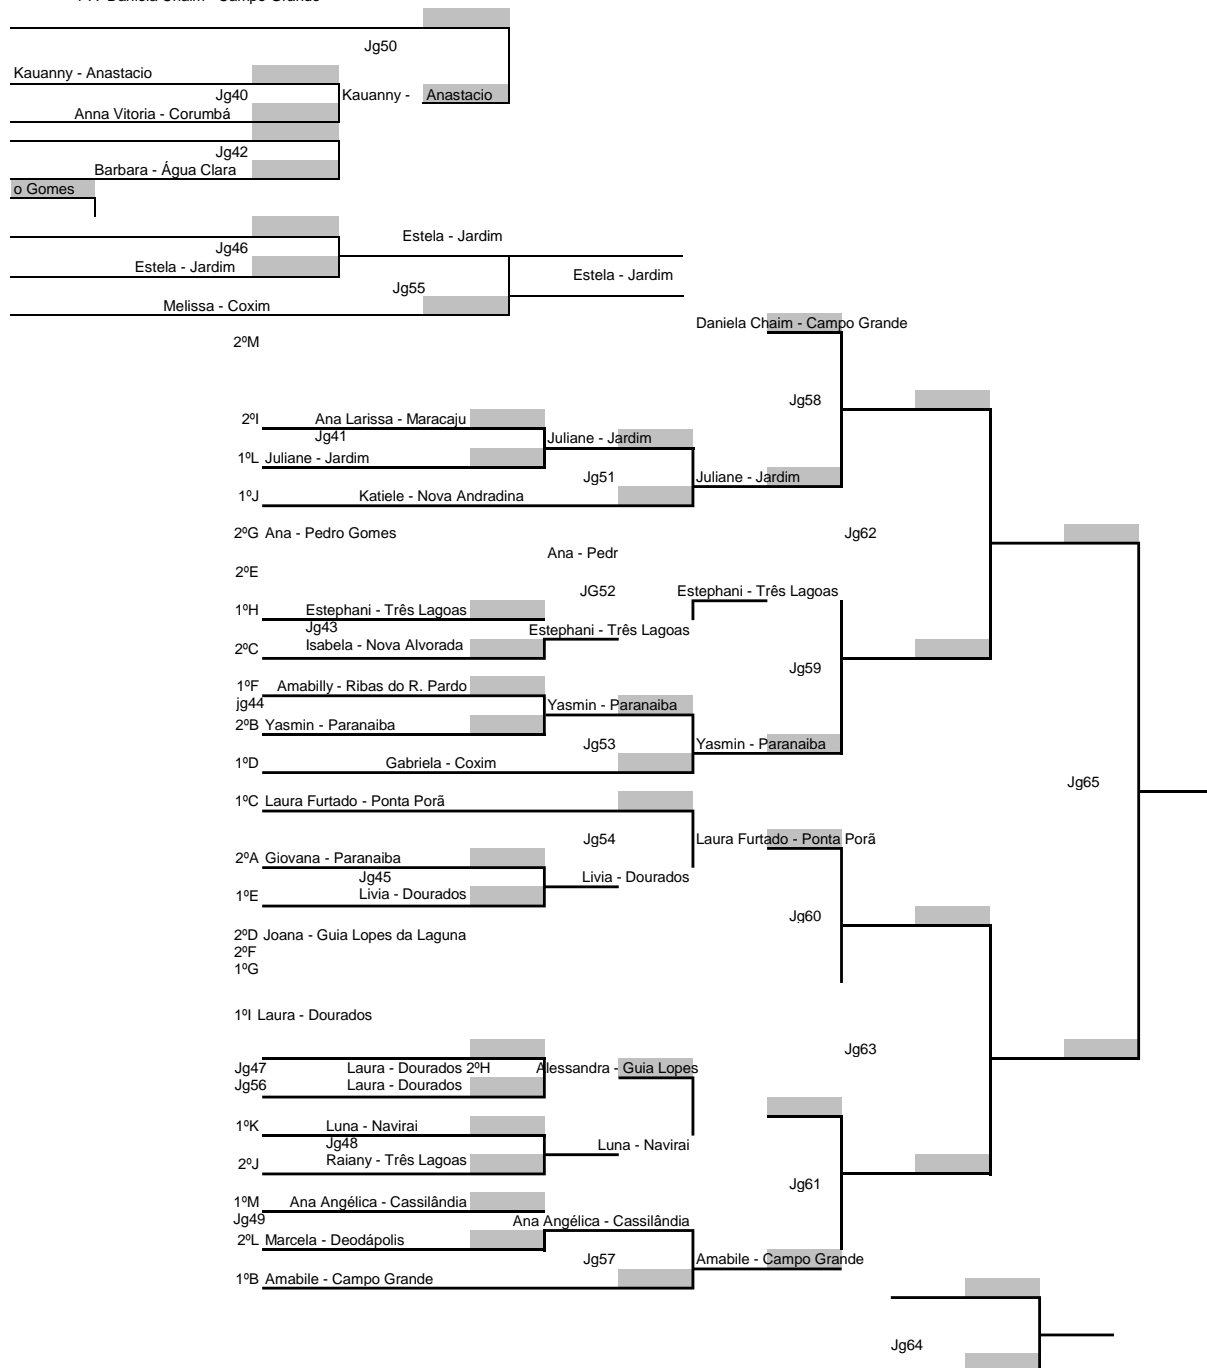 Jg50
Kauanny - Anastacio
Jg40
Kauanny - Anastacio
Anna Vitoria - Corumbá
Jg42
Barbara - Água Clara
o Gomes
Estela - Jardim
Jg46
Estela - Jardim
Estela - Jardim
Jg55
Melissa - Coxim
Daniela Chaim - Campo Grande
2ºM
Jg58
2ºI Ana Larissa - Maracaju
Jg41
Juliane - Jardim
1ºL Juliane - Jardim
Jg51
Juliane - Jardim
1ºJ Katiele - Nova Andradina
2ºG Ana - Pedro Gomes
Jg62
Ana - Pedr
2ºE
JG52
Estephani - Três Lagoas
1ºH Estephani - Três Lagoas
Jg43
Estephani - Três Lagoas
2ºC Isabela - Nova Alvorada
Jg59
1ºF Amabilly - Ribas do R. Pardo
jg44
Yasmin - Paranaiba
2ºB Yasmin - Paranaiba
Jg53
Yasmin - Paranaiba
1ºD Gabriela - Coxim
Jg65
1ºC Laura Furtado - Ponta Porã
Jg54
Laura Furtado - Ponta Porã
2ºA Giovana - Paranaiba
Jg45
Livia - Dourados
1ºE Livia - Dourados
Jg60
2ºD Joana - Guia Lopes da Laguna
2ºF
1ºG
1ºI Laura - Dourados
Jg63
Jg47 Laura - Dourados 2ºH
Alessandra - Guia Lopes
Jg56 Laura - Dourados
1ºK Luna - Navirai
Jg48
Luna - Navirai
2ºJ Raiany - Três Lagoas
Jg61
1ºM Ana Angélica - Cassilândia
Jg49
Ana Angélica - Cassilândia
2ºL Marcela - Deodápolis
Jg57
Amabile - Campo Grande
1ºB Amabile - Campo Grande
Jg64